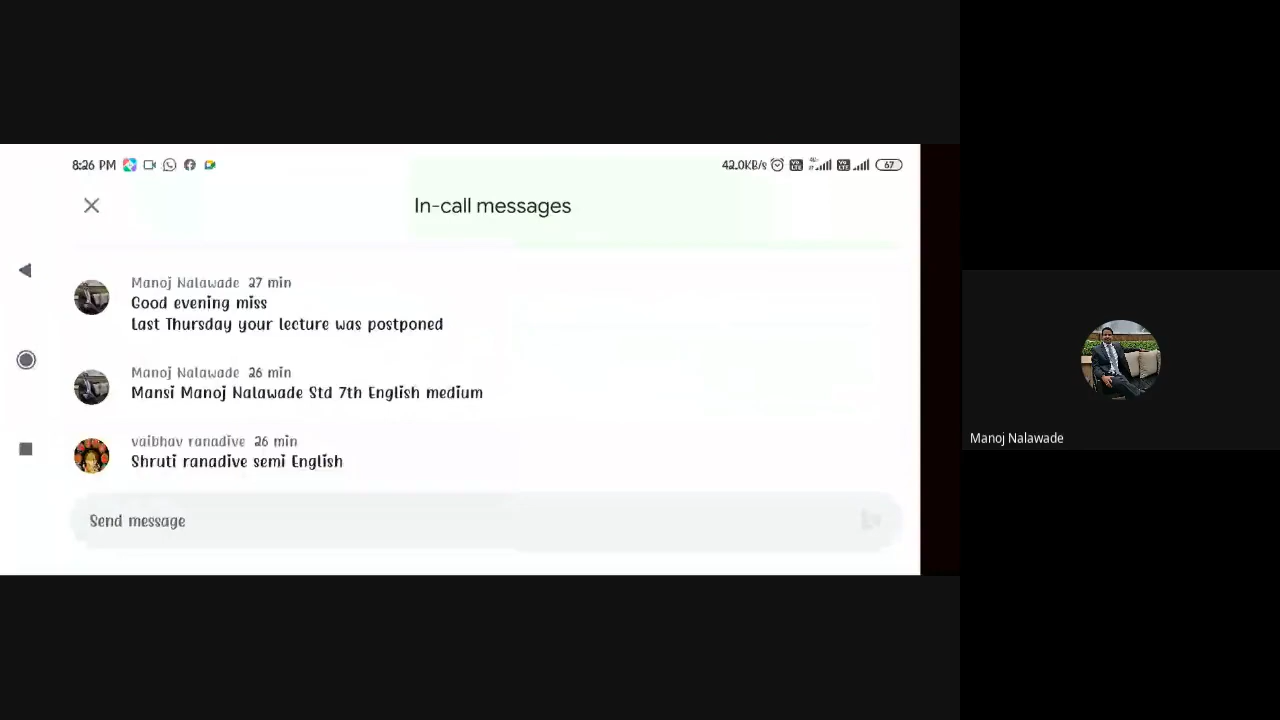 8:26 PM
42.0KB/s
67
In-call messages
Manoj Nalawade 27 min
Good evening miss
Last Thursday your lecture was postponed
Manoj Nalawade 26 min
Mansi Manoj Nalawade Std 7th English medium
vaibhav ranadive 26 min
Shruti ranadive semi English
Send message
Manoj Nalawade